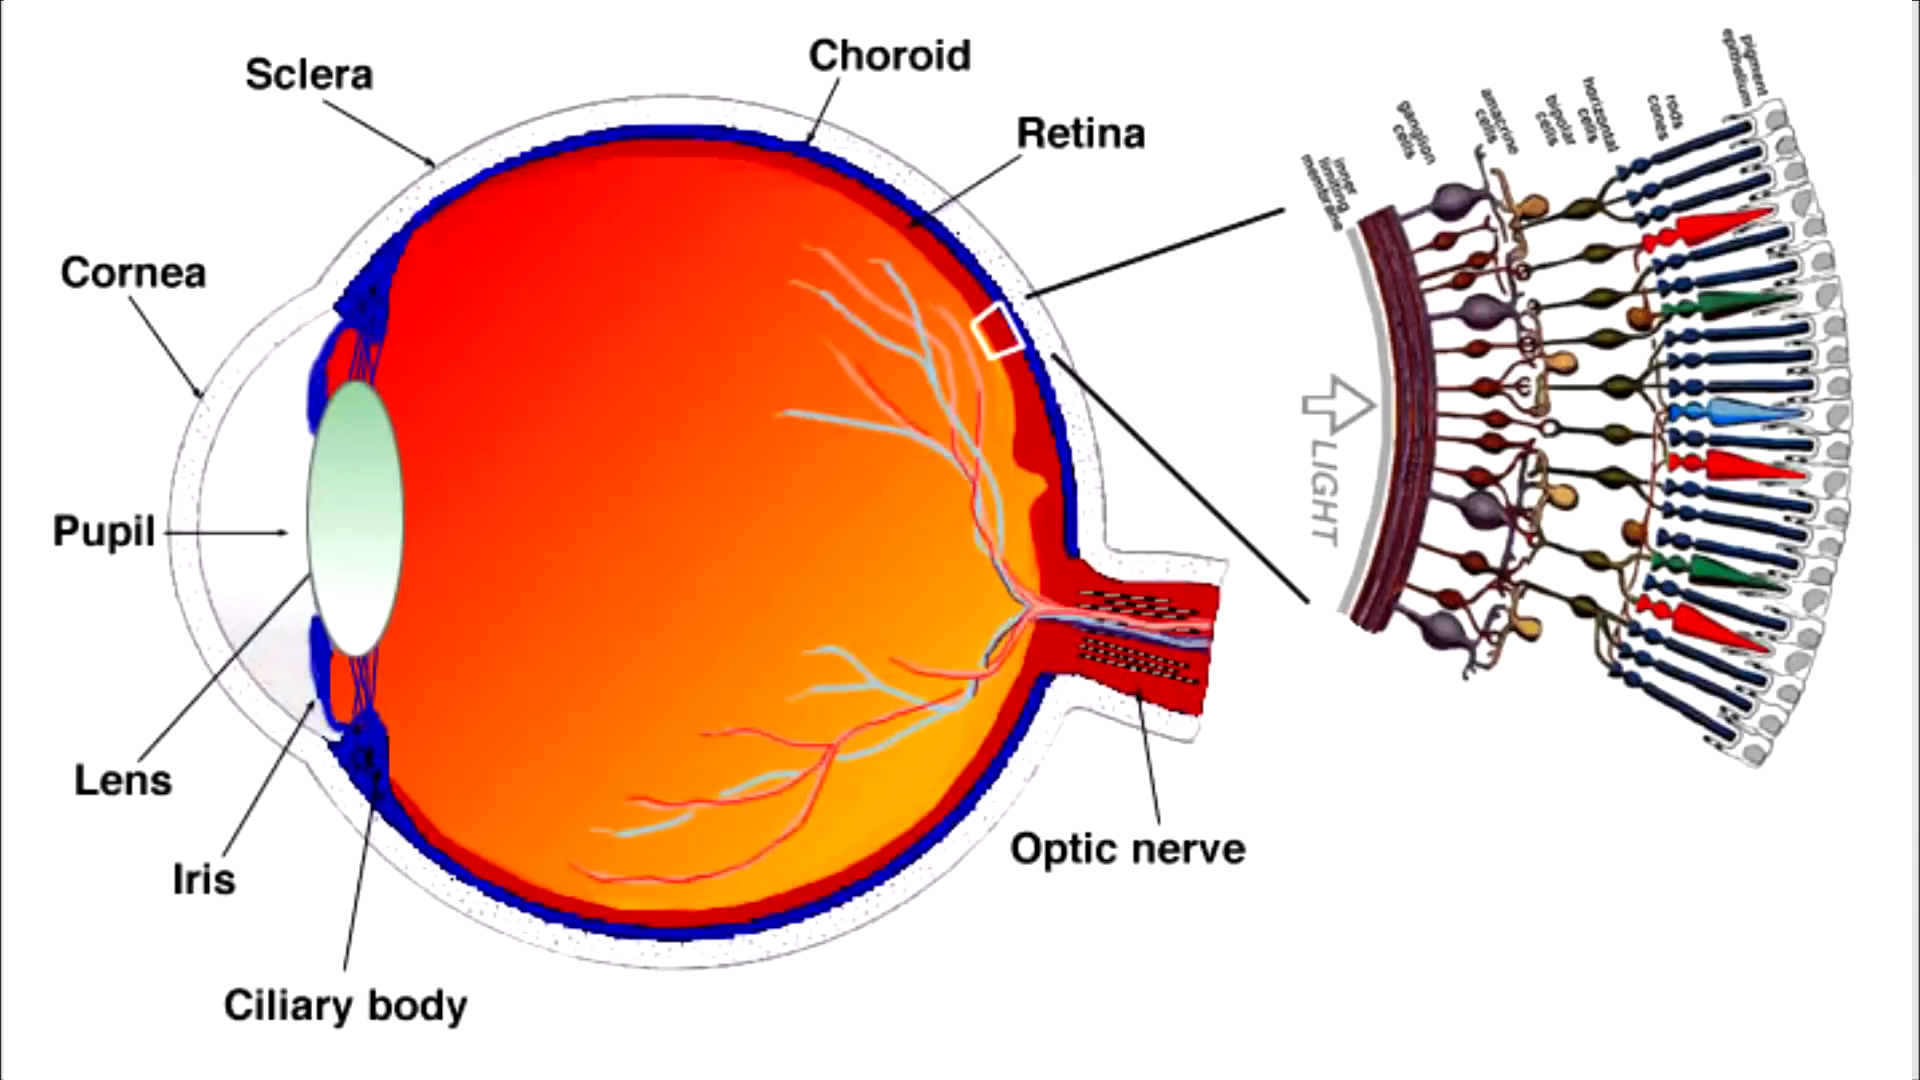 Sclera
Choroid
Retina
Cornea
Pupil
Lens
Iris
Ciliary body
Optic nerve
inner
limiting
membrane
ganglion
cells
amacrine
cells
bipolar
cells
horizontal
cells
rods
cones
pigment
epithelium
LIGHT